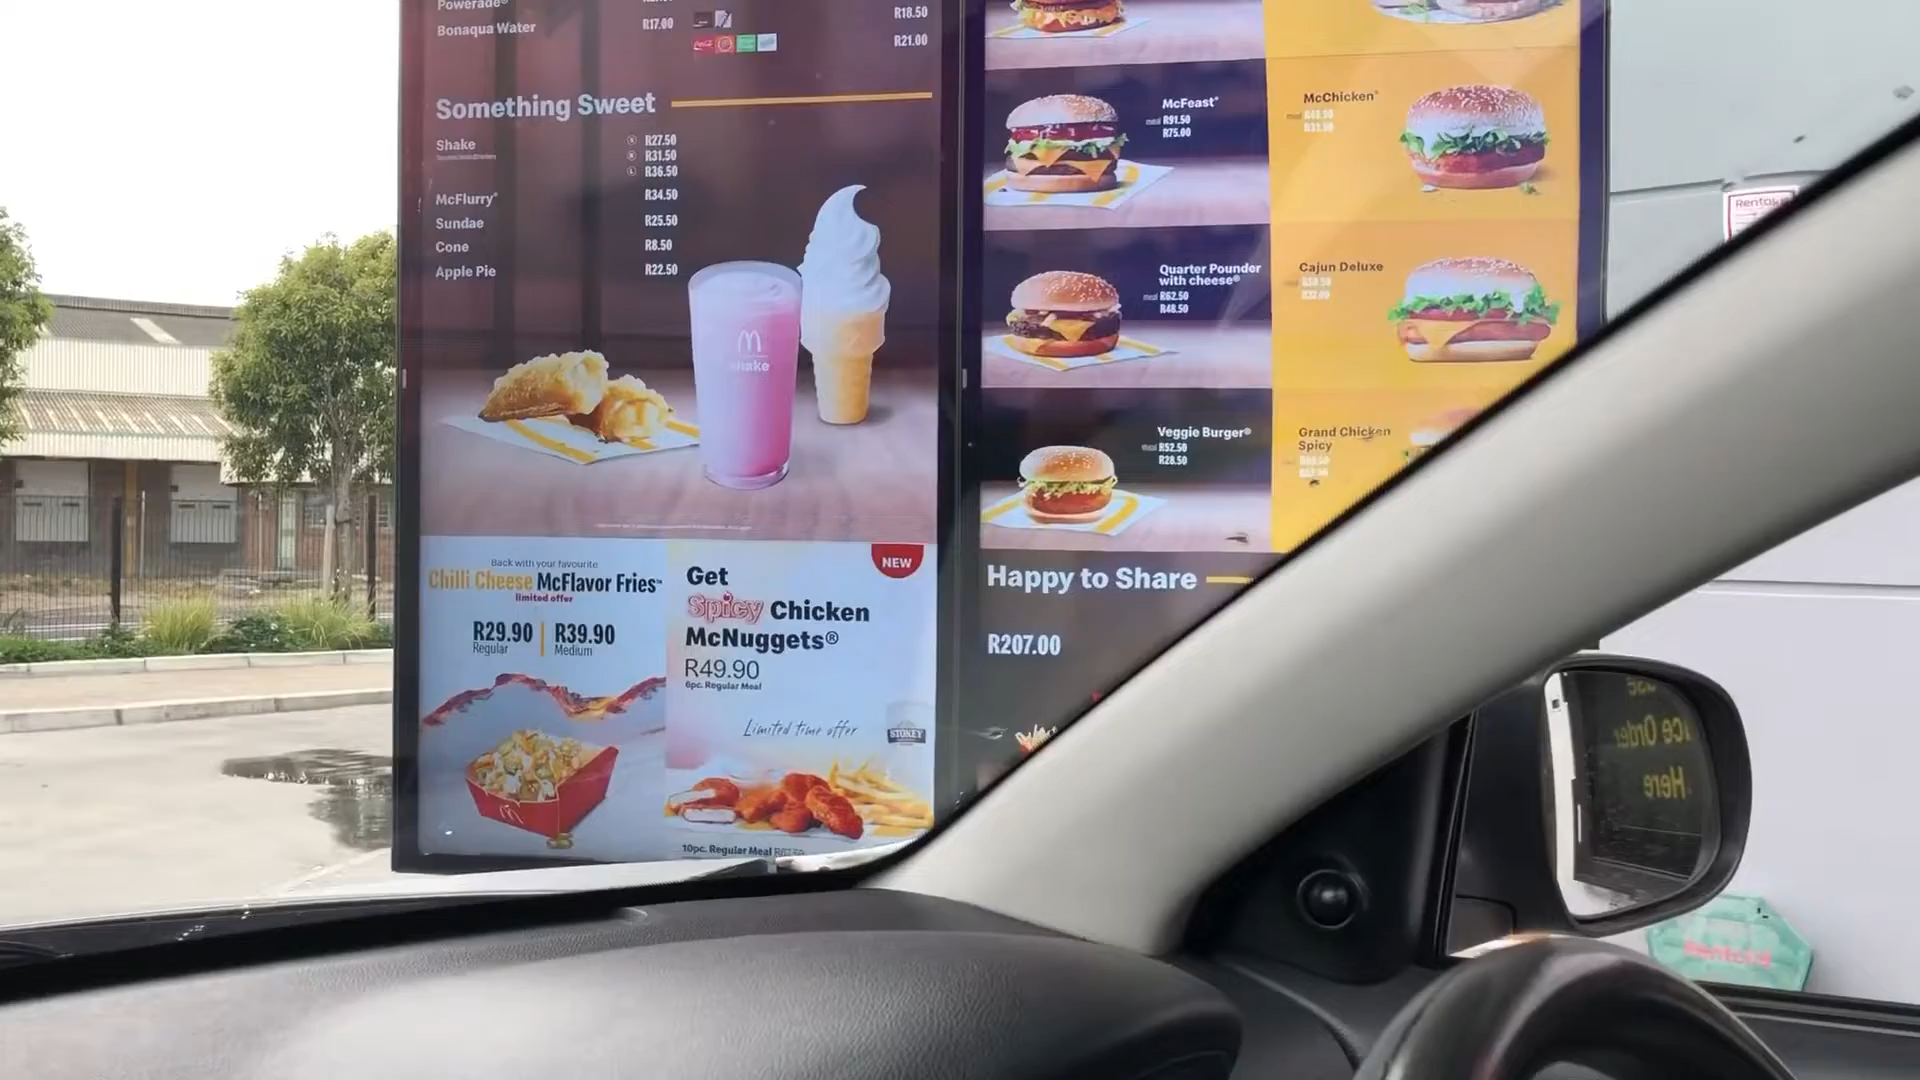 Powerade®
Bonaqua Water R17.00
R18.50
R21.00
Something Sweet
Shake
S R27.50
R31.50
L R36.50
McFlurry® R34.50
Sundae R25.50
Cone R8.50
Apple Pie R22.50
shake
Back with your favourite
Chilli Cheese McFlavor Fries™
limited offer
R29.90 R39.90
Regular Medium
NEW
Get
Spicy Chicken
McNuggets®
R49.90
6pc. Regular Meal
Limited time offer
STONEY
10pc. Regular Meal
McFeast®
meal R91.50
R75.00
Quarter Pounder
with cheese®
meal R62.50
R48.50
Veggie Burger®
meal R52.50
R28.50
McChicken®
Cajun Deluxe
Grand Chicken
Spicy
Happy to Share
R207.00
Rentokil
ice Order
Here
Rentokil